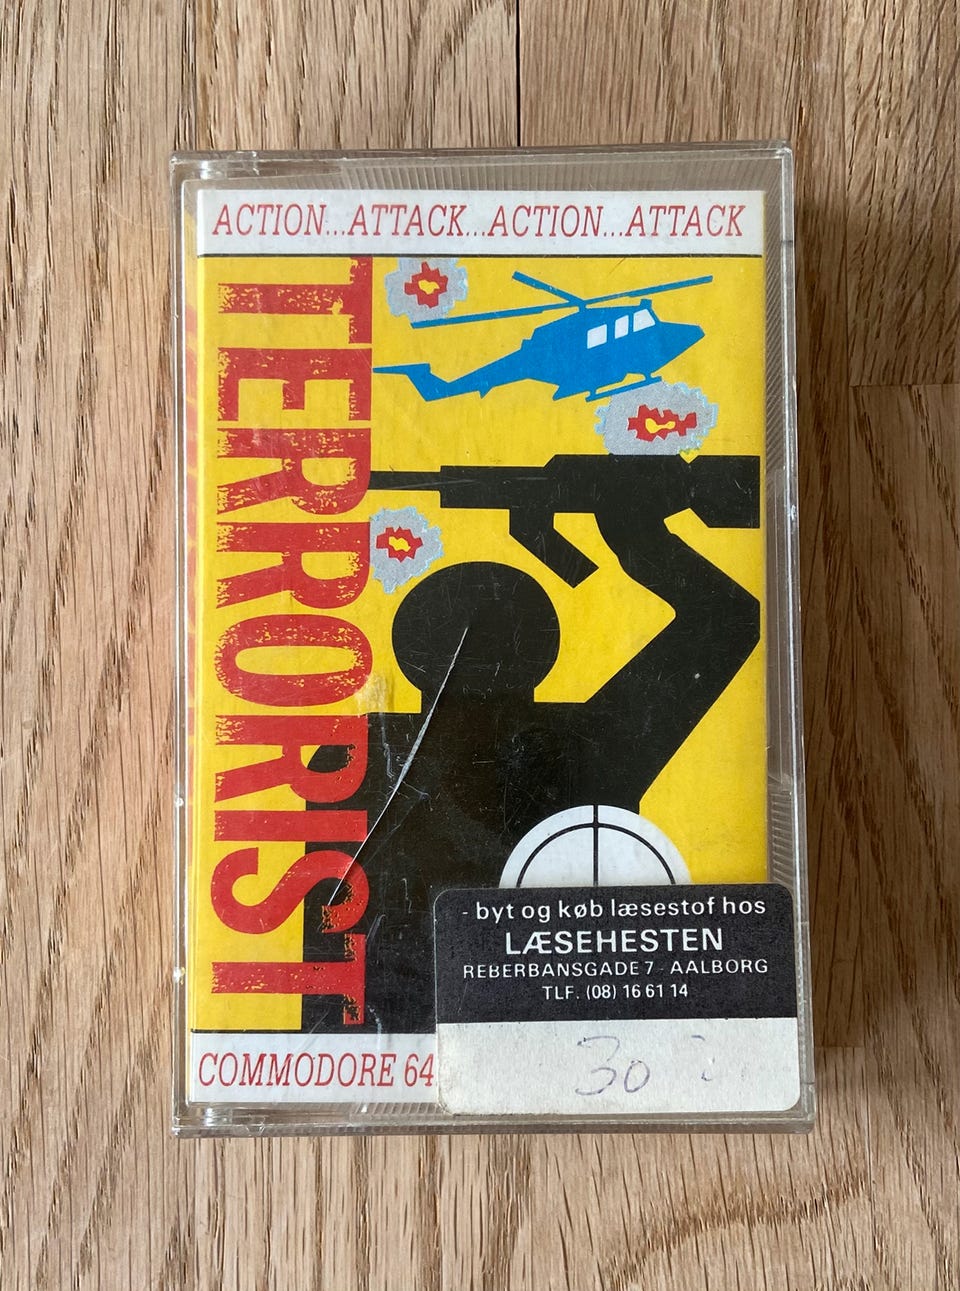 ACTION...ATTACK...ACTION...ATTACK
TERRORIST
- byt og køb læsestof hos
LÆSEHESTEN
REBERBANSGADE 7 - AALBORG
TLF. (08) 16 61 14
30
COMMODORE 64